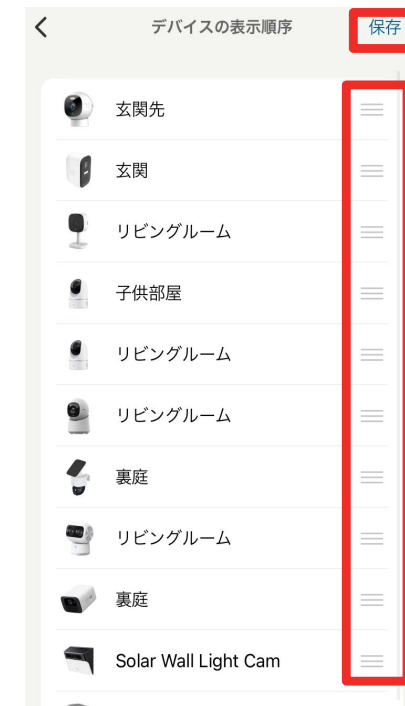 デバイスの表示順序
保存
玄関先
玄関
リビングルーム
子供部屋
リビングルーム
リビングルーム
裏庭
リビングルーム
裏庭
Solar Wall Light Cam